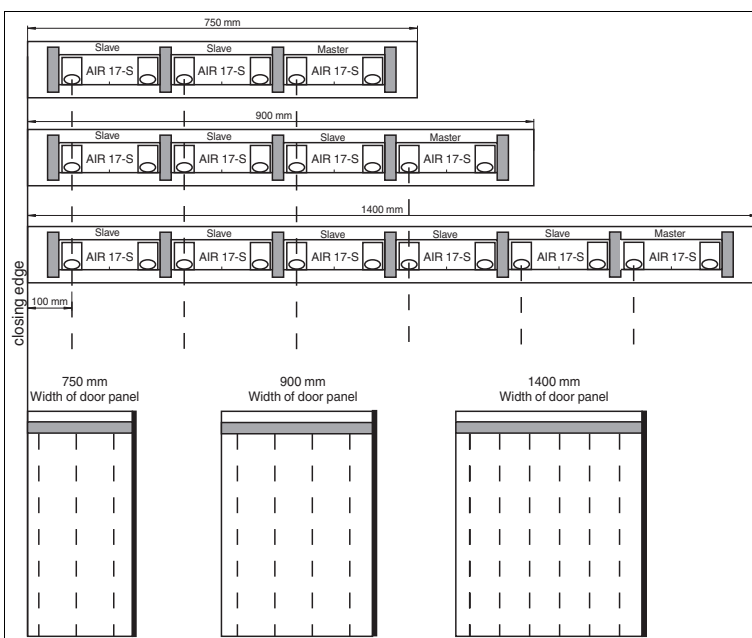 750 mm
Slave Slave Master
AIR 17-S AIR 17-S AIR 17-S
900 mm
Slave Slave Slave Master
AIR 17-S AIR 17-S AIR 17-S AIR 17-S
1400 mm
Slave Slave Slave Slave Slave Master
AIR 17-S AIR 17-S AIR 17-S AIR 17-S AIR 17-S AIR 17-S
closing edge
100 mm
750 mm
Width of door panel
900 mm
Width of door panel
1400 mm
Width of door panel